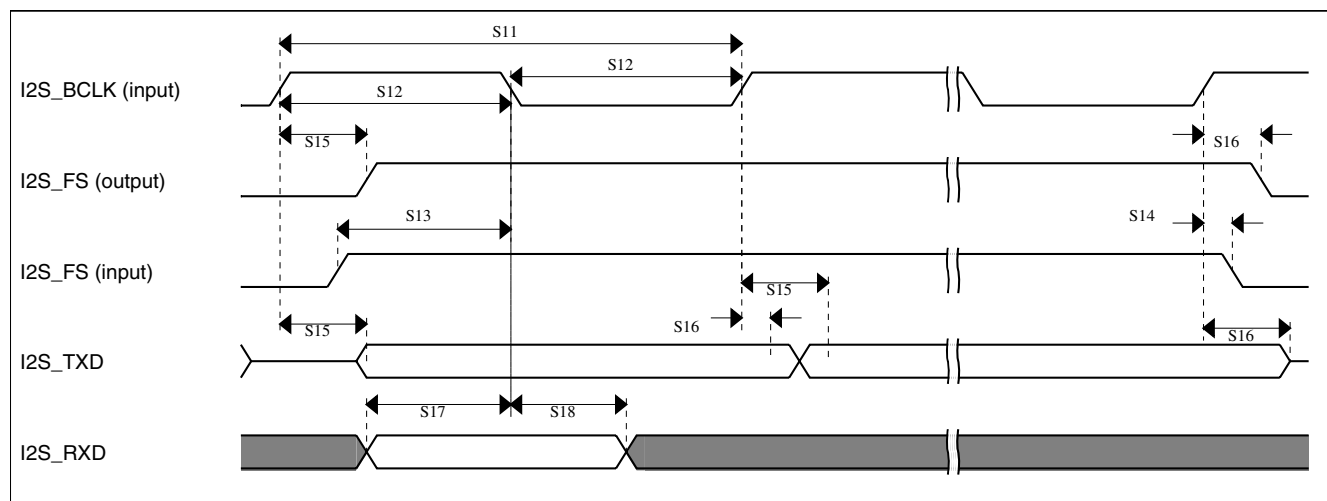 S11
I2S_BCLK (input)
S12
S12
S15
S16
I2S_FS (output)
S13
S14
I2S_FS (input)
S15
S15
S16
S16
I2S_TXD
S17
S18
I2S_RXD